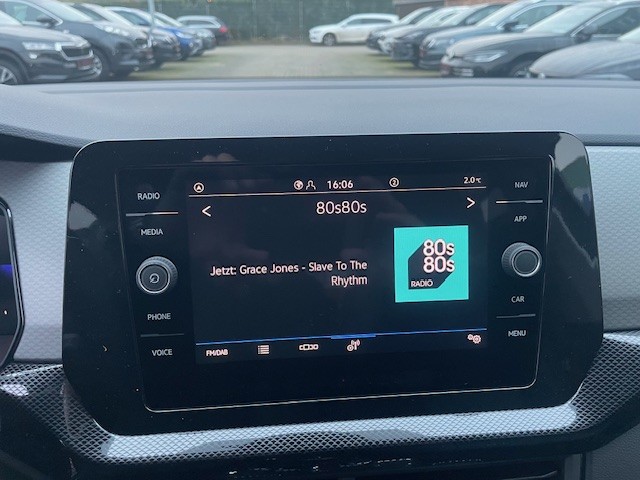 RADIO
MEDIA
PHONE
VOICE
16:06
2
2.0 °C
80s80s
Jetzt: Grace Jones - Slave To The
Rhythm
80s
80s
RADIO
FM/DAB
NAV
APP
CAR
MENU